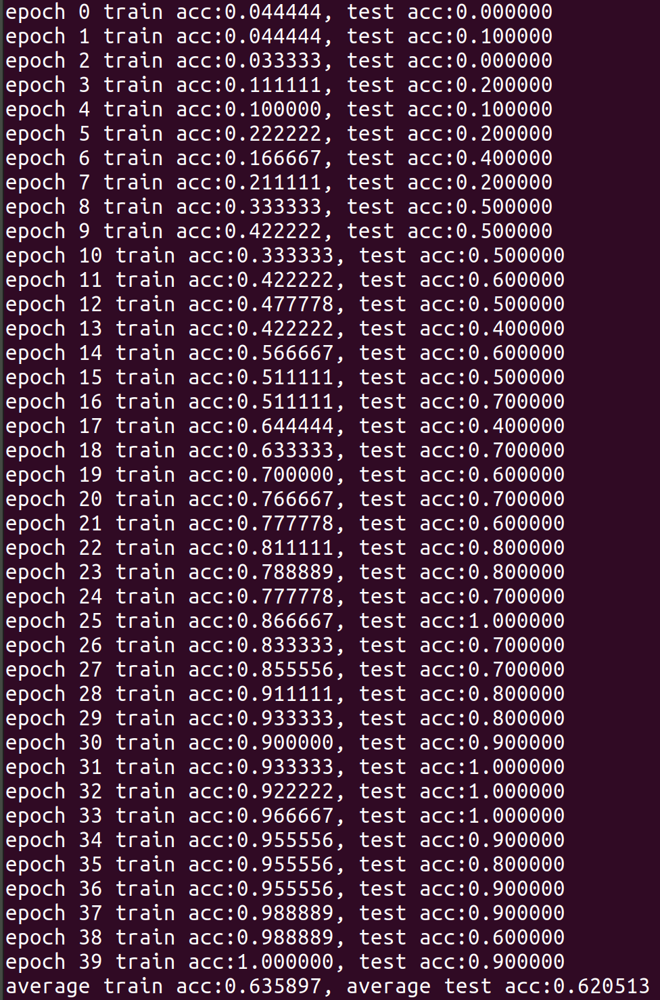 epoch 0 train acc:0.044444, test acc:0.000000
epoch 1 train acc:0.044444, test acc:0.100000
epoch 2 train acc:0.033333, test acc:0.000000
epoch 3 train acc:0.111111, test acc:0.200000
epoch 4 train acc:0.100000, test acc:0.100000
epoch 5 train acc:0.222222, test acc:0.200000
epoch 6 train acc:0.166667, test acc:0.400000
epoch 7 train acc:0.211111, test acc:0.200000
epoch 8 train acc:0.333333, test acc:0.500000
epoch 9 train acc:0.422222, test acc:0.500000
epoch 10 train acc:0.333333, test acc:0.500000
epoch 11 train acc:0.422222, test acc:0.600000
epoch 12 train acc:0.477778, test acc:0.500000
epoch 13 train acc:0.422222, test acc:0.400000
epoch 14 train acc:0.566667, test acc:0.600000
epoch 15 train acc:0.511111, test acc:0.500000
epoch 16 train acc:0.511111, test acc:0.700000
epoch 17 train acc:0.644444, test acc:0.400000
epoch 18 train acc:0.633333, test acc:0.700000
epoch 19 train acc:0.700000, test acc:0.600000
epoch 20 train acc:0.766667, test acc:0.700000
epoch 21 train acc:0.777778, test acc:0.600000
epoch 22 train acc:0.811111, test acc:0.800000
epoch 23 train acc:0.788889, test acc:0.800000
epoch 24 train acc:0.777778, test acc:0.700000
epoch 25 train acc:0.866667, test acc:1.000000
epoch 26 train acc:0.833333, test acc:0.700000
epoch 27 train acc:0.855556, test acc:0.700000
epoch 28 train acc:0.911111, test acc:0.800000
epoch 29 train acc:0.933333, test acc:0.800000
epoch 30 train acc:0.900000, test acc:0.900000
epoch 31 train acc:0.933333, test acc:1.000000
epoch 32 train acc:0.922222, test acc:1.000000
epoch 33 train acc:0.966667, test acc:1.000000
epoch 34 train acc:0.955556, test acc:0.900000
epoch 35 train acc:0.955556, test acc:0.800000
epoch 36 train acc:0.955556, test acc:0.900000
epoch 37 train acc:0.988889, test acc:0.900000
epoch 38 train acc:0.988889, test acc:0.600000
epoch 39 train acc:1.000000, test acc:0.900000
average train acc:0.635897, average test acc:0.620513